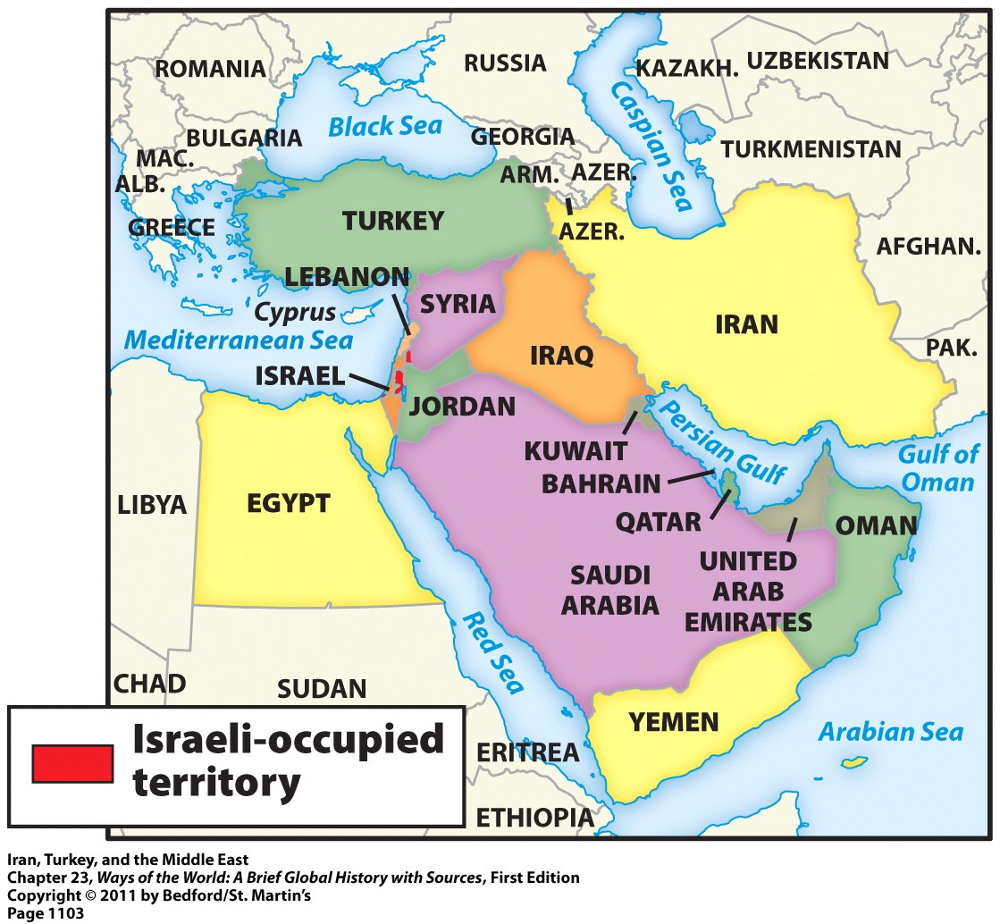 ROMANIA
RUSSIA
KAZAKH.
UZBEKISTAN
Caspian Sea
Black Sea
BULGARIA
GEORGIA
TURKMENISTAN
MAC.
ALB.
ARM.
AZER.
GREECE
TURKEY
AZER.
AFGHAN.
LEBANON
SYRIA
Cyprus
IRAN
Mediterranean Sea
PAK.
ISRAEL
IRAQ
JORDAN
KUWAIT
Persian Gulf
Gulf of
Oman
BAHRAIN
LIBYA
EGYPT
QATAR
OMAN
SAUDI
ARABIA
UNITED
ARAB
EMIRATES
Red Sea
CHAD
SUDAN
YEMEN
Arabian Sea
ERITREA
ETHIOPIA
Israeli-occupied
territory
Iran, Turkey, and the Middle East
Chapter 23, Ways of the World: A Brief Global History with Sources, First Edition
Copyright © 2011 by Bedford/St. Martin’s
Page 1103